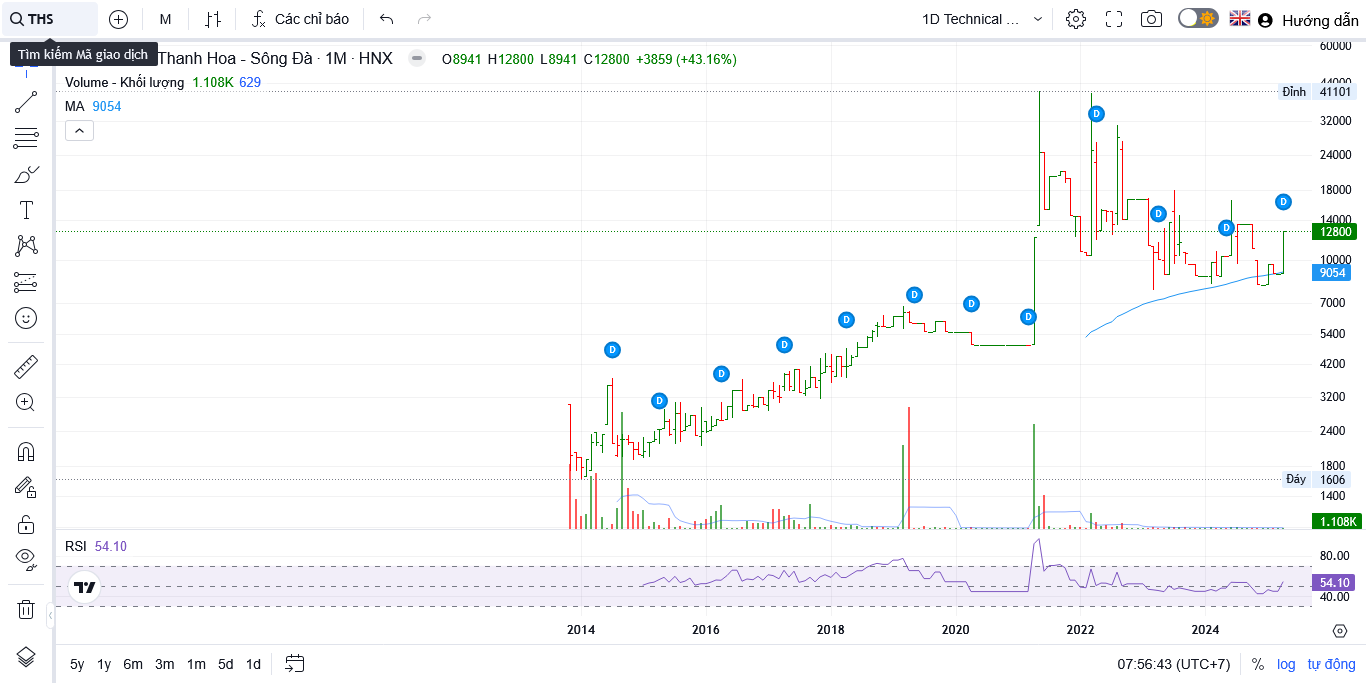 THS
M
Các chỉ báo
1D Technical ...
Hướng dẫn
Tìm kiếm Mã giao dịch
Thanh Hoa - Sông Đà · 1M · HNX
O8941 H12800 L8941 C12800 +3859 (+43.16%)
Volume - Khối lượng 1.108K 629
MA 9054
60000
44000
Đỉnh 41101
32000
24000
18000
14000
12800
10000
9054
7000
5400
4200
3200
2400
1800
Đáy 1606
1400
1.108K
D
D
D
D
D
D
D
D
D
D
D
D
RSI 54.10
80.00
54.10
40.00
2014 2016 2018 2020 2022 2024
5y 1y 6m 3m 1m 5d 1d
07:56:43 (UTC+7)
% log tự động